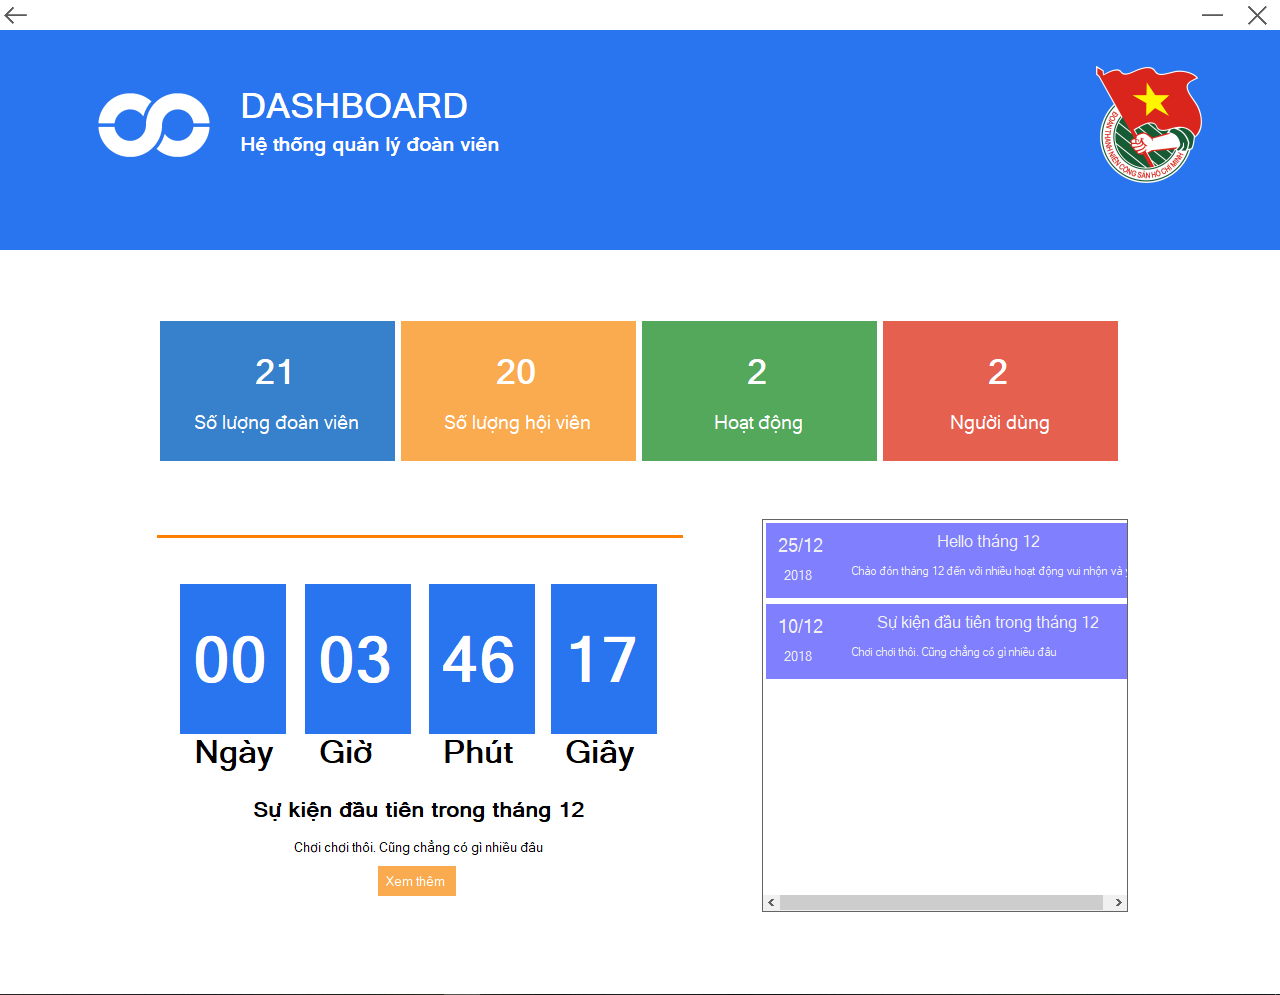 DASHBOARD
Hệ thống quản lý đoàn viên
ĐOÀN THANH NIÊN CỘNG SẢN HỒ CHÍ MINH
21
Số lượng đoàn viên
20
Số lượng hội viên
2
Hoạt động
2
Người dùng
00
03
46
17
Ngày
Giờ
Phút
Giây
Sự kiện đầu tiên trong tháng 12
Chơi chơi thôi. Cũng chẳng có gì nhiều đâu
Xem thêm
25/12
2018
Hello tháng 12
Chào đón tháng 12 đến với nhiều hoạt động vui nhộn và
10/12
2018
Sự kiện đầu tiên trong tháng 12
Chơi chơi thôi. Cũng chẳng có gì nhiều đâu